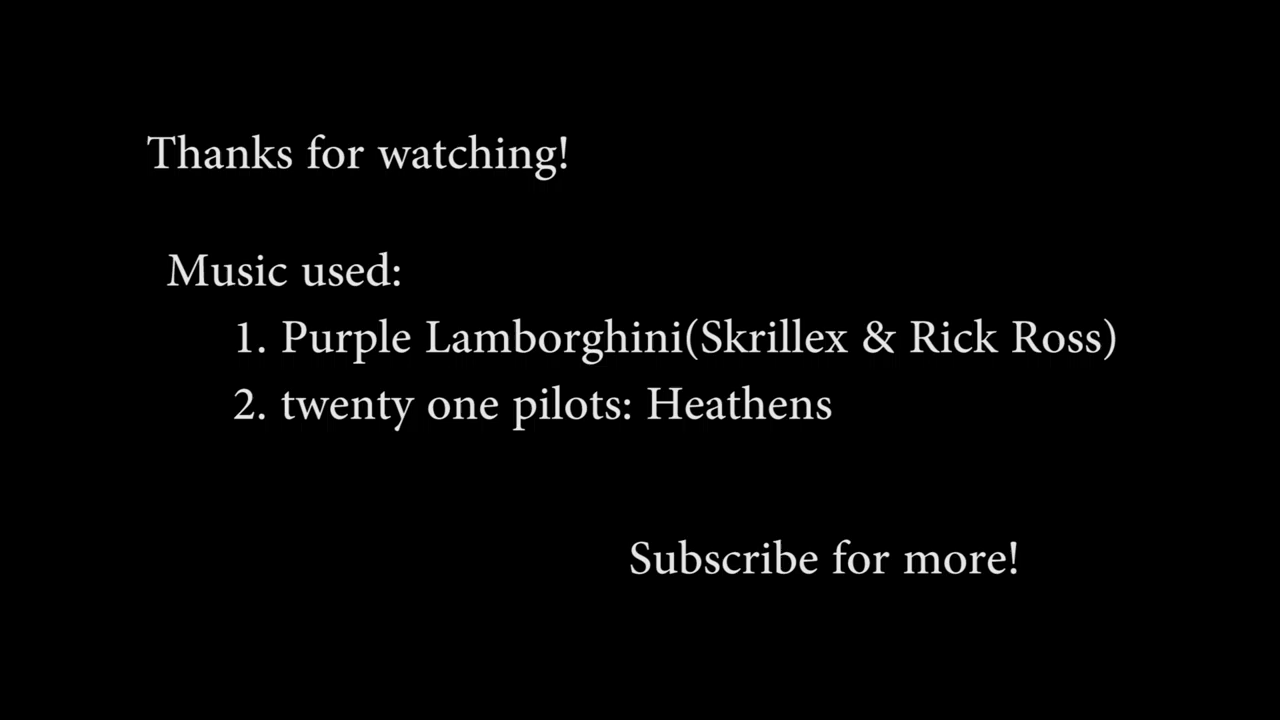 Thanks for watching!
Music used:
1. Purple Lamborghini(Skrillex & Rick Ross)
2. twenty one pilots: Heathens
Subscribe for more!